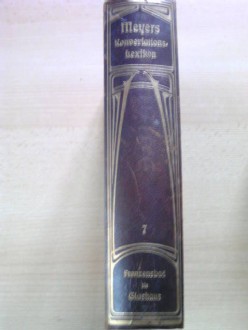 Meyers
Konversations-
Lexikon
7
Franzensbad
bis
Glashaus